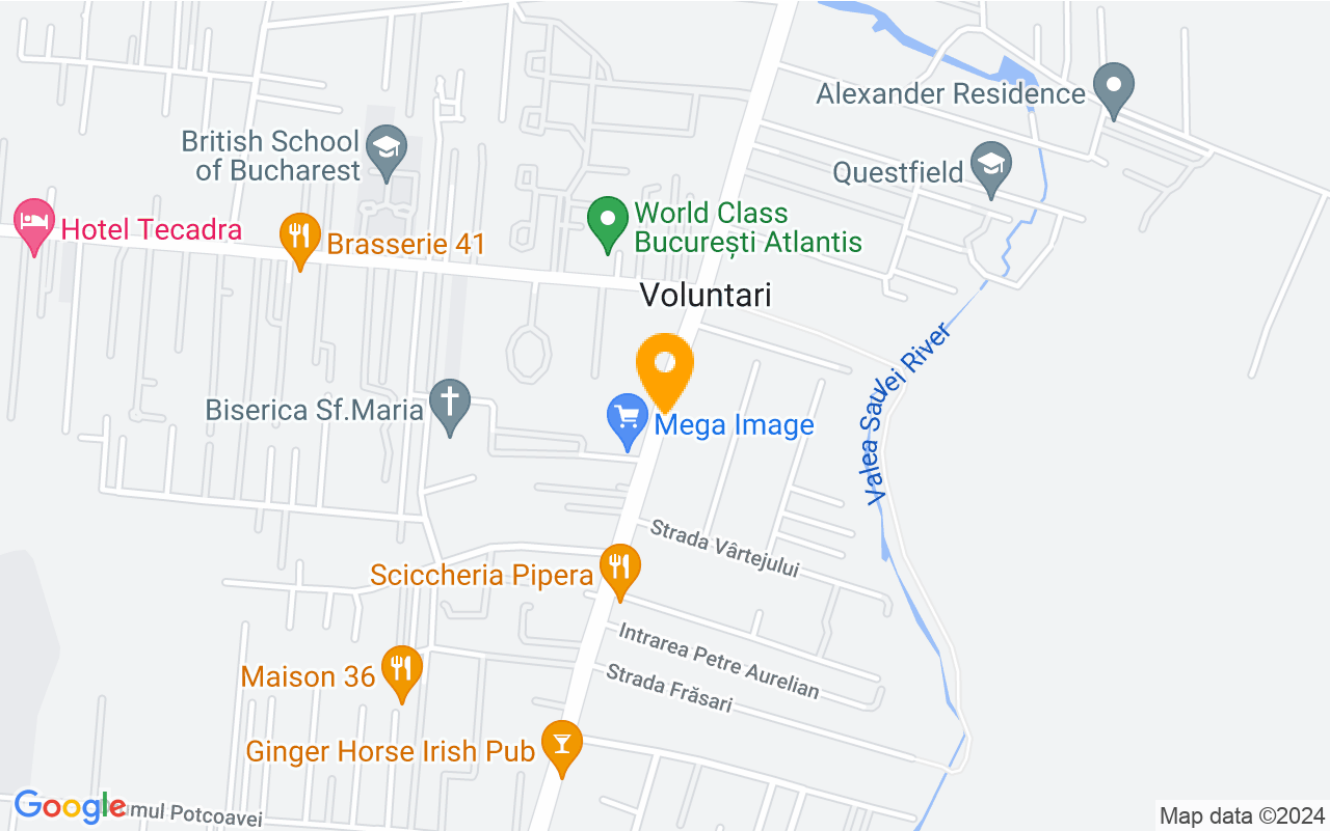 Alexander Residence
British School
of Bucharest
Questfield
World Class
București Atlantis
Hotel Tecadra
Brasserie 41
Voluntari
Valea Saulei River
Biserica Sf.Maria
Mega Image
Strada Vârtejului
Sciccheria Pipera
Intrarea Petre Aurelian
Maison 36
Strada Frăsari
Ginger Horse Irish Pub
Google
Drumul Potcoavei
Map data ©2024